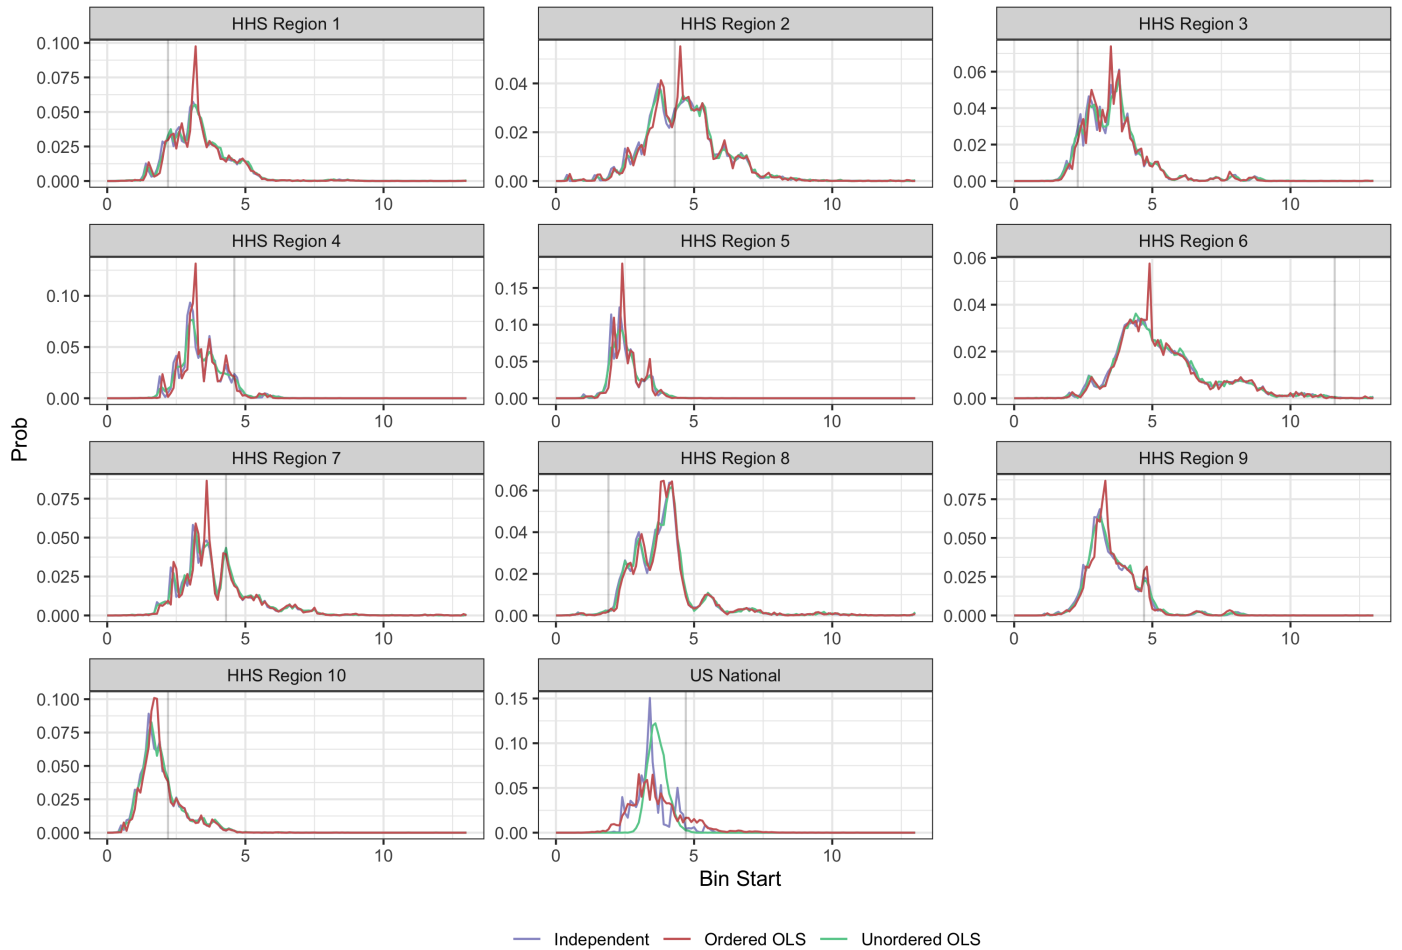 HHS Region 1
HHS Region 2
HHS Region 3
0.100
0.075
0.050
0.025
0.000
0.04
0.02
0.00
0.06
0.04
0.02
0.00
0 5 10
0 5 10
0 5 10
HHS Region 4
HHS Region 5
HHS Region 6
0.10
0.05
0.00
0.15
0.10
0.05
0.00
0.06
0.04
0.02
0.00
0 5 10
0 5 10
0 5 10
Prob
HHS Region 7
HHS Region 8
HHS Region 9
0.075
0.050
0.025
0.000
0.06
0.04
0.02
0.00
0.075
0.050
0.025
0.000
0 5 10
0 5 10
0 5 10
HHS Region 10
US National
0.100
0.075
0.050
0.025
0.000
0.15
0.10
0.05
0.00
0 5 10
0 5 10
Bin Start
Independent Ordered OLS Unordered OLS